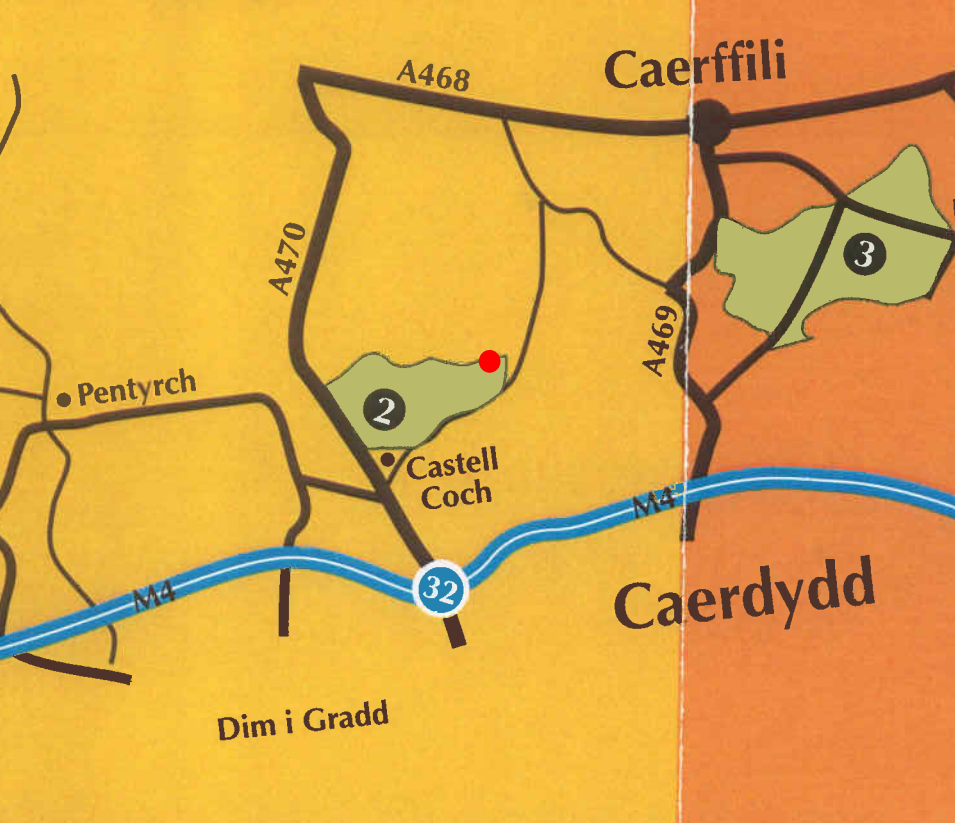 Caerffili
A468
A470
3
A469
Pentyrch
2
Castell
Coch
M4
M4
32
Caerdydd
Dim i Gradd